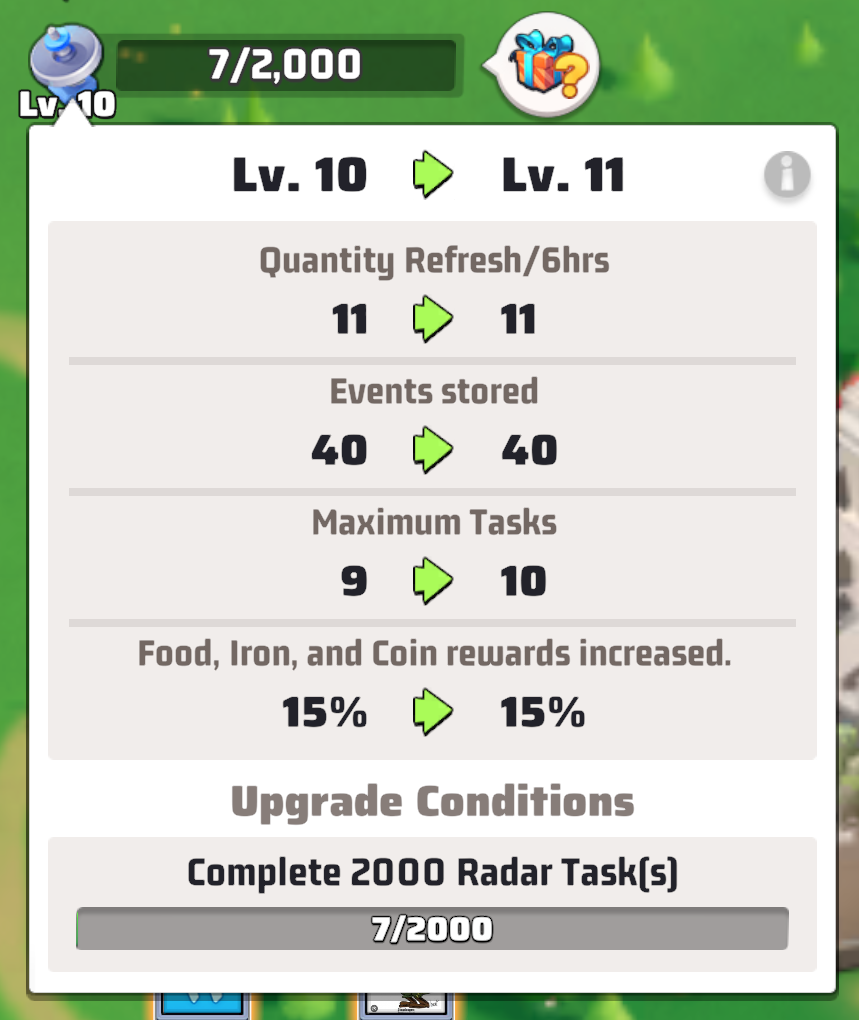 7/2,000
Lv. 10
Lv. 10 Lv. 11
Quantity Refresh/6hrs
11 11
Events stored
40 40
Maximum Tasks
9 10
Food, Iron, and Coin rewards increased.
15% 15%
Upgrade Conditions
Complete 2000 Radar Task(s)
7/2000